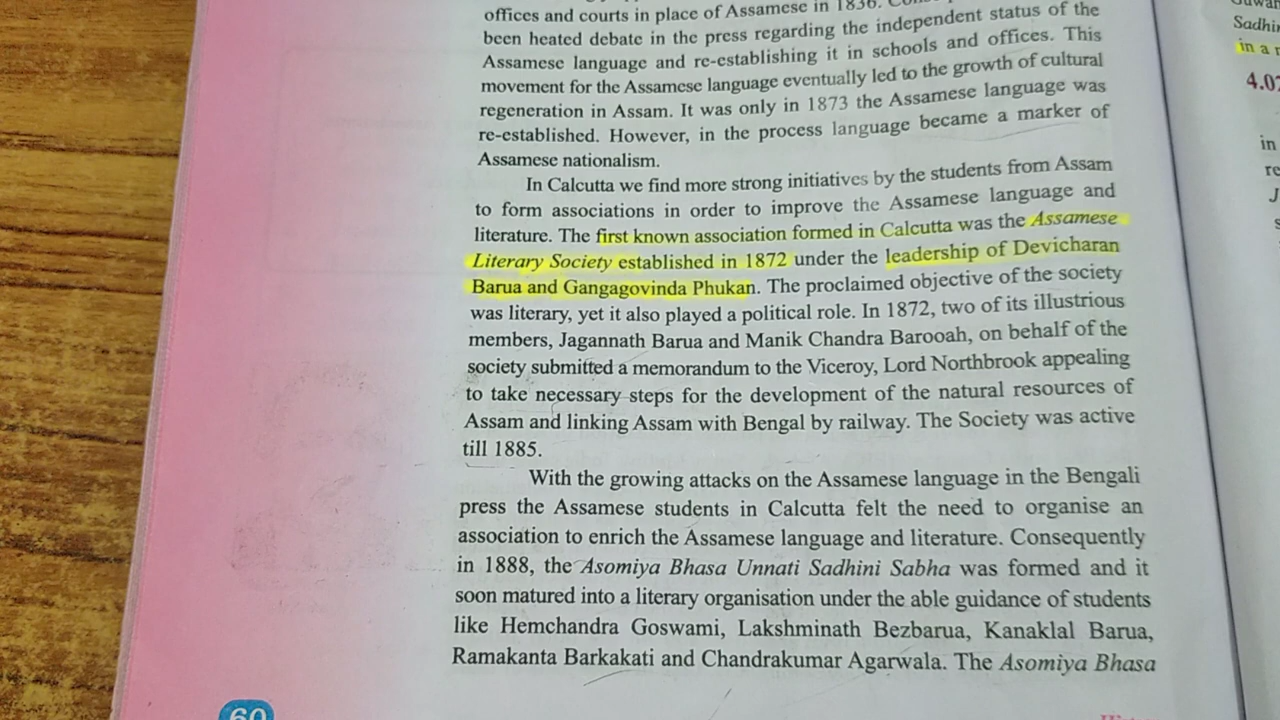 offices and courts in place of Assamese in 1836.
been heated debate in the press regarding the independent status of the
Assamese language and re-establishing it in schools and offices. This
movement for the Assamese language eventually led to the growth of cultural
regeneration in Assam. It was only in 1873 the Assamese language was
re-established. However, in the process language became a marker of
Assamese nationalism.
In Calcutta we find more strong initiatives by the students from Assam
to form associations in order to improve the Assamese language and
literature. The first known association formed in Calcutta was the Assamese
Literary Society established in 1872 under the leadership of Devicharan
Barua and Gangagovinda Phukan. The proclaimed objective of the society
was literary, yet it also played a political role. In 1872, two of its illustrious
members, Jagannath Barua and Manik Chandra Barooah, on behalf of the
society submitted a memorandum to the Viceroy, Lord Northbrook appealing
to take necessary steps for the development of the natural resources of
Assam and linking Assam with Bengal by railway. The Society was active
till 1885.
With the growing attacks on the Assamese language in the Bengali
press the Assamese students in Calcutta felt the need to organise an
association to enrich the Assamese language and literature. Consequently
in 1888, the Asomiya Bhasa Unnati Sadhini Sabha was formed and it
soon matured into a literary organisation under the able guidance of students
like Hemchandra Goswami, Lakshminath Bezbarua, Kanaklal Barua,
Ramakanta Barkakati and Chandrakumar Agarwala. The Asomiya Bhasa
60
in a
in